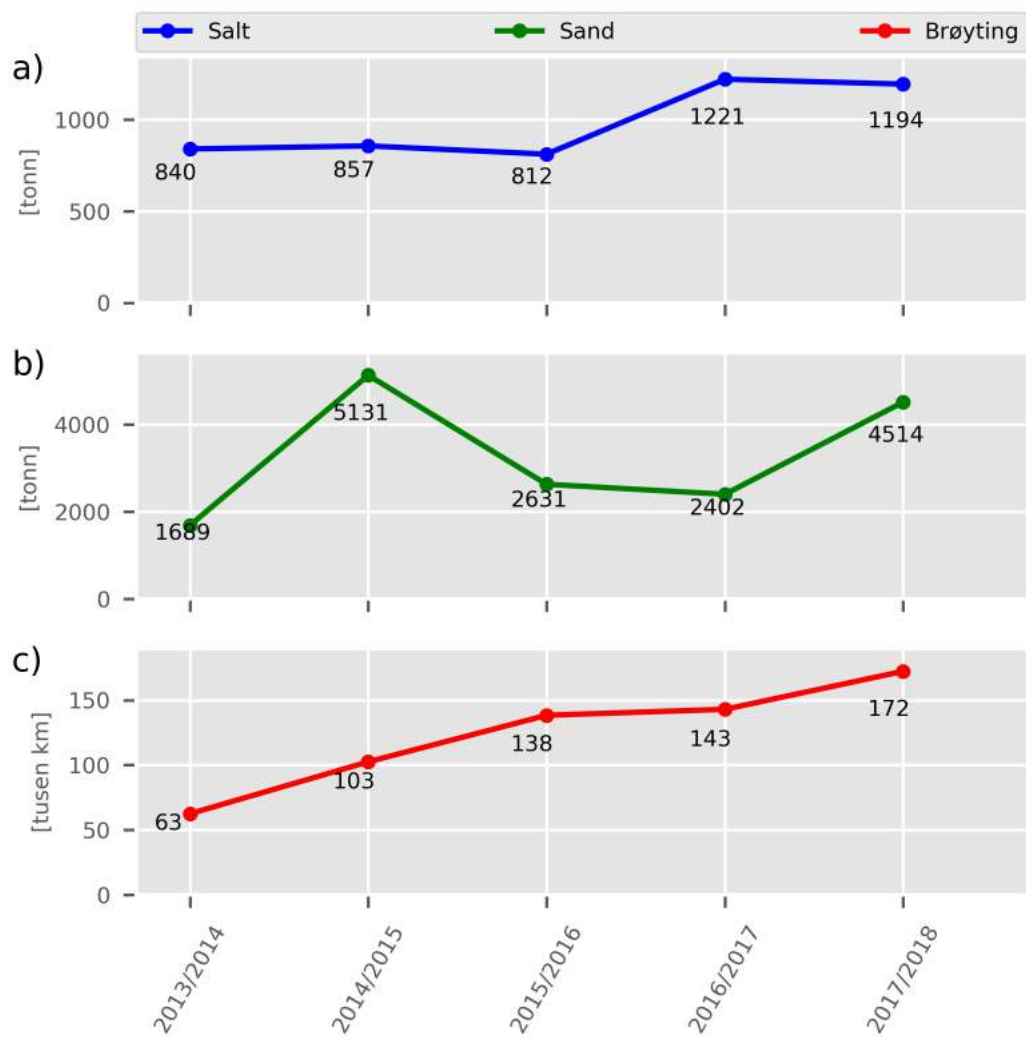 Salt Sand Brøyting
a)
1000
500
0
[tonn]
840 857 812 1221 1194
b)
4000
2000
0
[tonn]
1689 5131 2631 2402 4514
c)
150
100
50
0
[tusen km]
63 103 138 143 172
2013/2014 2014/2015 2015/2016 2016/2017 2017/2018